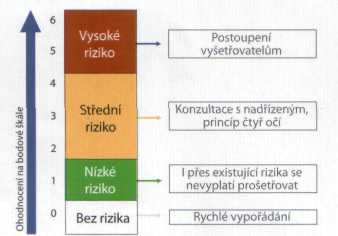 Ohodnocení na bodové škále
6
5
4
3
2
1
0
Vysoké
riziko
Postoupení
vyšetřovatelům
Střední
riziko
Konzultace s nadřízeným,
princip čtyř očí
Nízké
riziko
I přes existující rizika se
nevyplatí prošetřovat
Bez rizika
Rychlé vypořádání